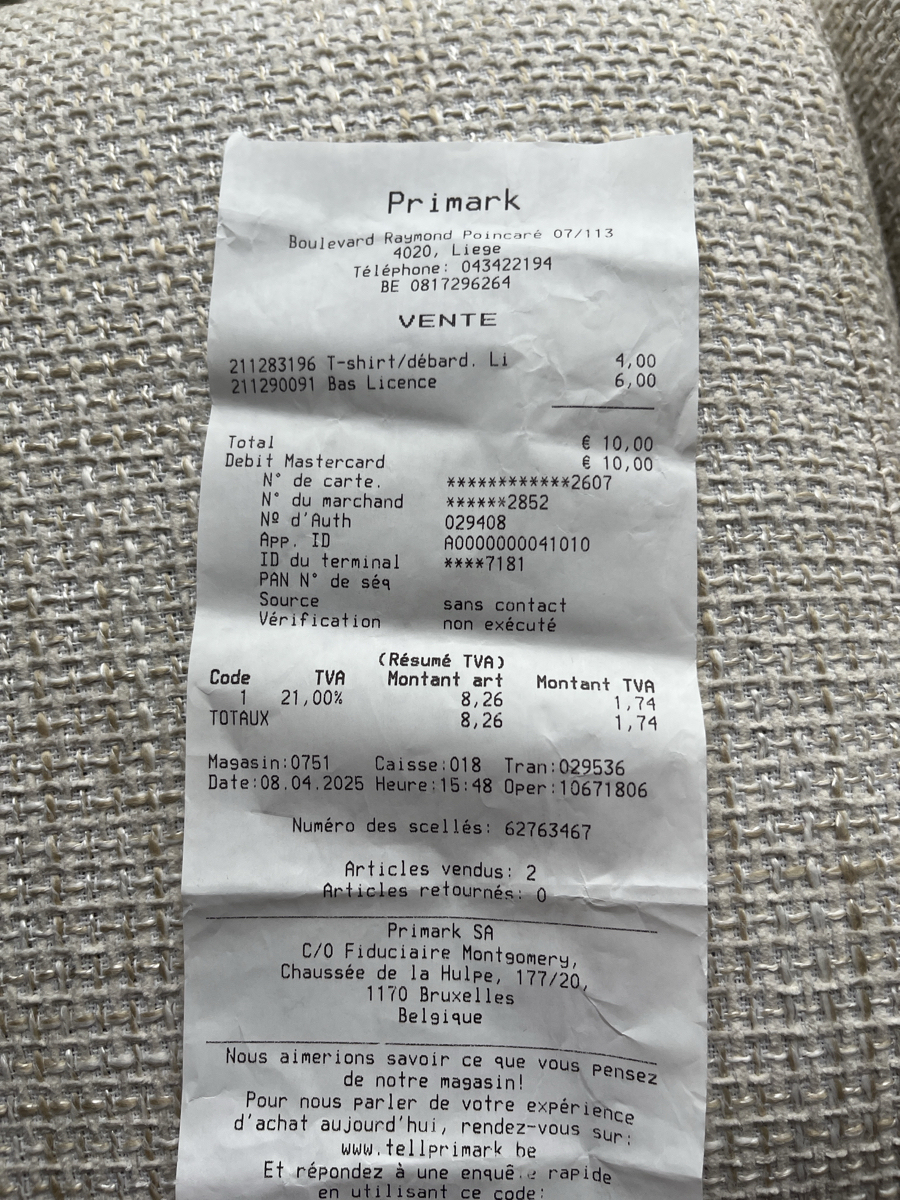 Primark
Boulevard Raymond Poincaré 07/113
4020, Liege
Téléphone: 043422194
BE 0817296264
VENTE
211283196 T-shirt/débard. Li 4,00
211290091 Bas Licence 6,00
Total € 10,00
Debit Mastercard € 10,00
N° de carte. ************2607
N° du marchand ******2852
Nº d'Auth 029408
App. ID A0000000041010
ID du terminal ****7181
PAN N° de séq
Source sans contact
Vérification non exécuté
(Résumé TVA)
Code TVA Montant art Montant TVA
1 21,00% 8,26 1,74
TOTAUX 8,26 1,74
Magasin:0751 Caisse:018 Tran:029536
Date:08.04.2025 Heure:15:48 Oper:10671806
Numéro des scellés: 62763467
Articles vendus: 2
Articles retournés: 0
Primark SA
C/O Fiduciaire Montgomery,
Chaussée de la Hulpe, 177/20,
1170 Bruxelles
Belgique
Nous aimerions savoir ce que vous pensez
de notre magasin!
Pour nous parler de votre expérience
d'achat aujourd'hui, rendez-vous sur:
www.tellprimark be
Et répondez à une enquête rapide
en utilisant ce code: